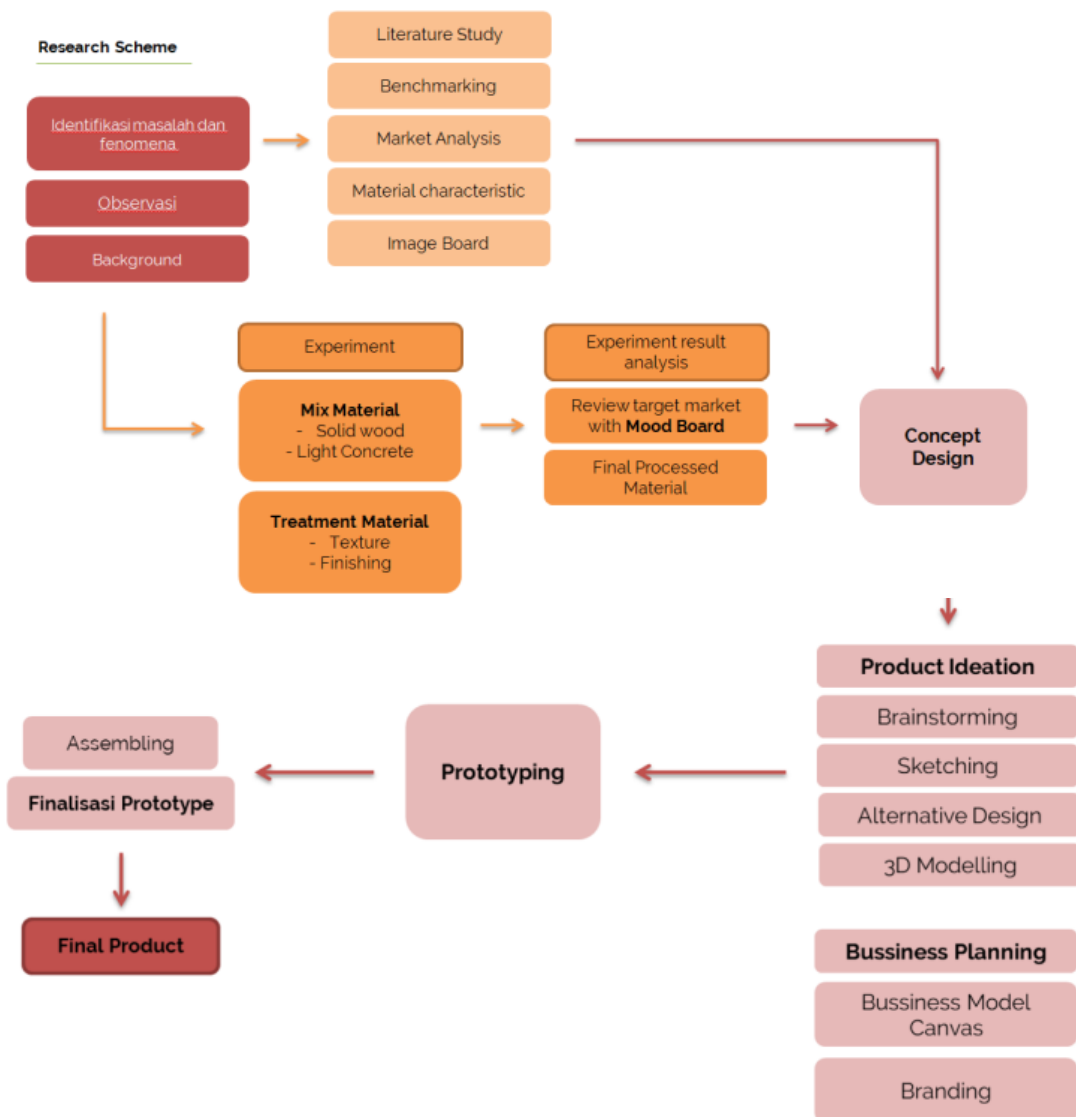 Research Scheme
Identifikasi masalah dan
fenomena
Observasi
Background
Literature Study
Benchmarking
Market Analysis
Material characteristic
Image Board
Experiment
Mix Material
- Solid wood
- Light Concrete
Treatment Material
- Texture
- Finishing
Experiment result
analysis
Review target market
with Mood Board
Final Processed
Material
Concept
Design
Product Ideation
Brainstorming
Sketching
Alternative Design
3D Modelling
Bussiness Planning
Bussiness Model
Canvas
Branding
Prototyping
Assembling
Finalisasi Prototype
Final Product